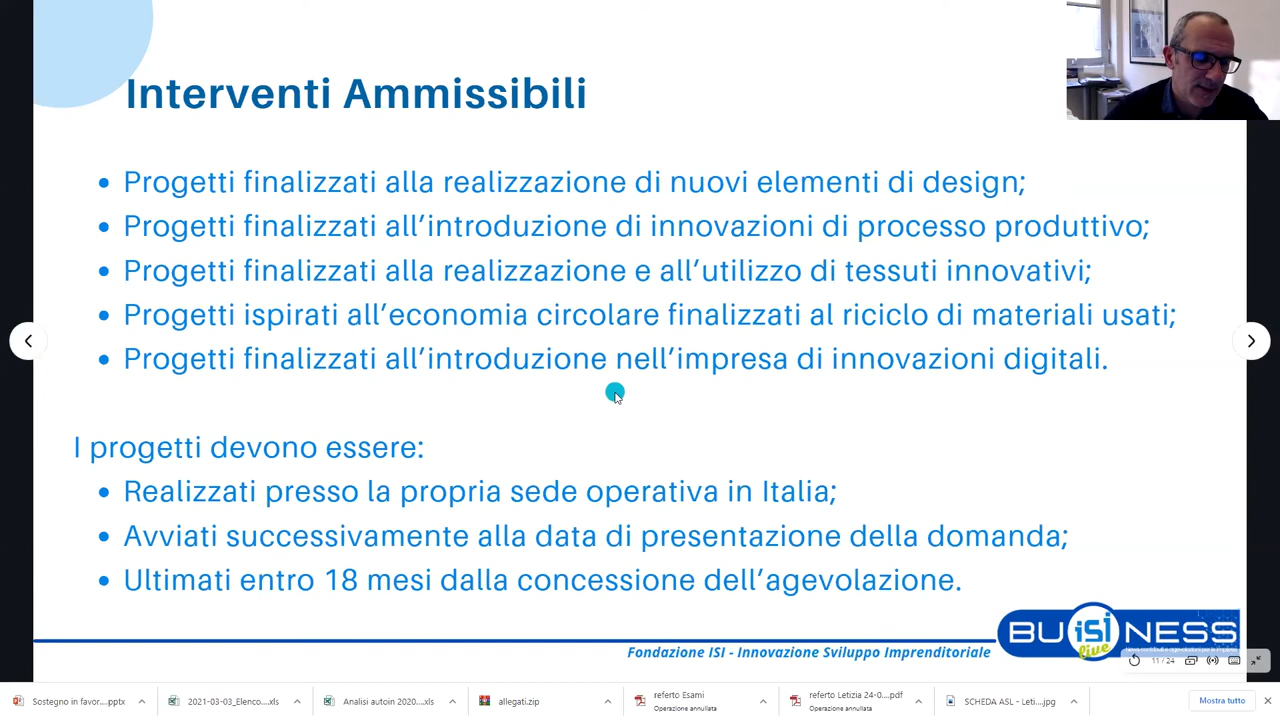 Interventi Ammissibili
Progetti finalizzati alla realizzazione di nuovi elementi di design;
Progetti finalizzati all’introduzione di innovazioni di processo produttivo;
Progetti finalizzati alla realizzazione e all’utilizzo di tessuti innovativi;
Progetti ispirati all’economia circolare finalizzati al riciclo di materiali usati;
Progetti finalizzati all’introduzione nell’impresa di innovazioni digitali.
I progetti devono essere:
Realizzati presso la propria sede operativa in Italia;
Avviati successivamente alla data di presentazione della domanda;
Ultimati entro 18 mesi dalla concessione dell’agevolazione.
BUiSiNESS
live
Fondazione ISI - Innovazione Sviluppo Imprenditoriale
11 / 24
Sostegno in favor....pptx
2021-03-03_Elenco....xls
Analisi autoin 2020....xls
allegati.zip
referto Esami
Operazione annullata
referto Letizia 24-0....pdf
Operazione annullata
SCHEDA ASL - Leti....jpg
Mostra tutto